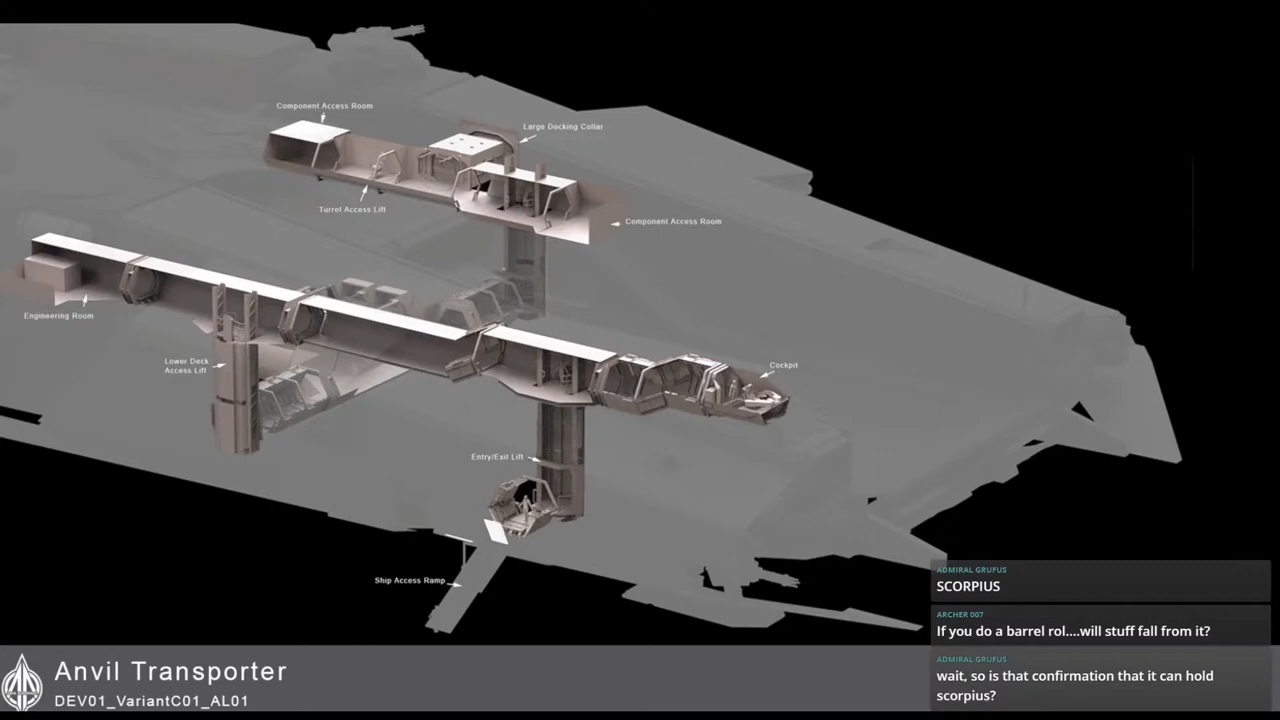 Component Access Room
Large Docking Collar
Turret Access Lift
Component Access Room
Engineering Room
Lower Deck
Access Lift
Cockpit
Entry/Exit Lift
Ship Access Ramp
ADMIRAL GRUFUS
SCORPIUS
ARCHER 007
If you do a barrel rol....will stuff fall from it?
ADMIRAL GRUFUS
wait, so is that confirmation that it can hold
scorpius?
Anvil Transporter
DEV01_VariantC01_AL01